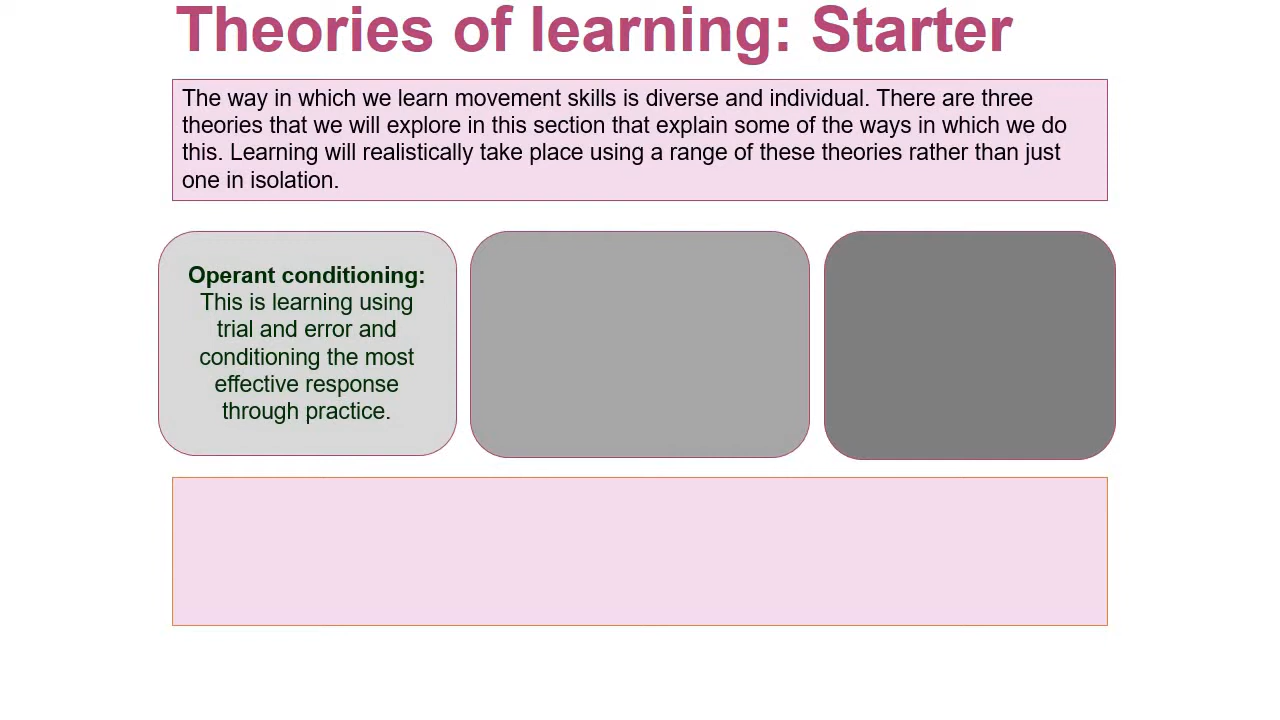 Theories of learning: Starter
The way in which we learn movement skills is diverse and individual. There are three
theories that we will explore in this section that explain some of the ways in which we do
this. Learning will realistically take place using a range of these theories rather than just
one in isolation.
Operant conditioning:
This is learning using
trial and error and
conditioning the most
effective response
through practice.